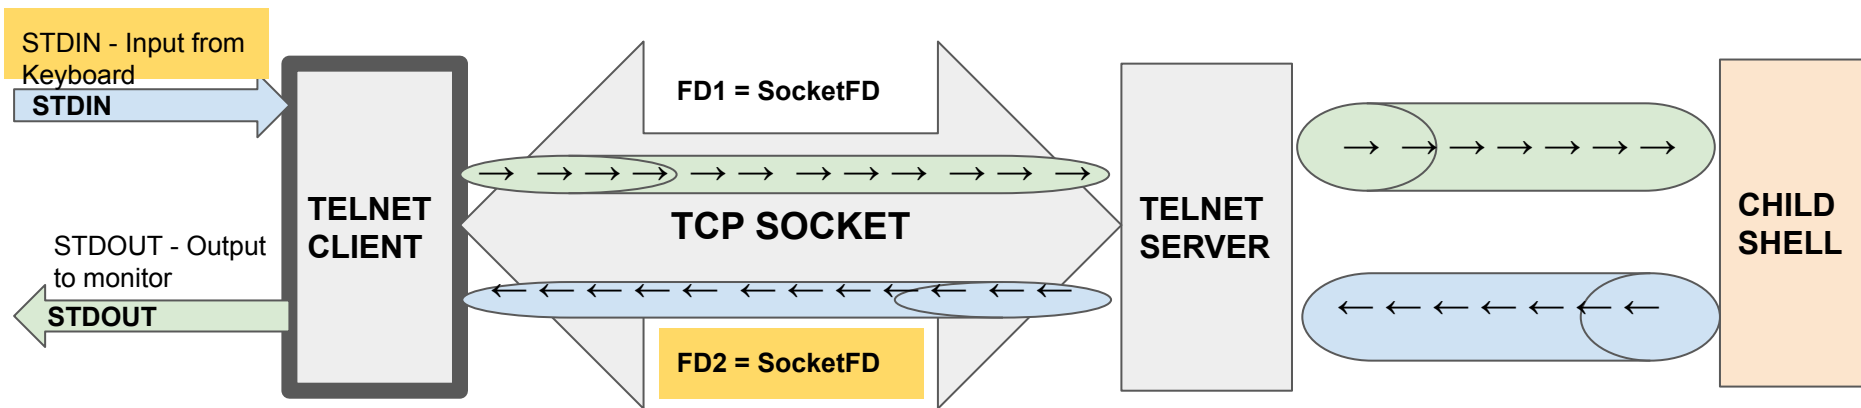 STDIN - Input from
Keyboard
STDIN
STDOUT - Output
to monitor
STDOUT
TELNET
CLIENT
FD1 = SocketFD
→ → → → → → → → → → → →
TCP SOCKET
← ← ← ← ← ← ← ← ← ← ← ←
FD2 = SocketFD
TELNET
SERVER
→ → → → → → →
← ← ← ← ← ← ←
CHILD
SHELL